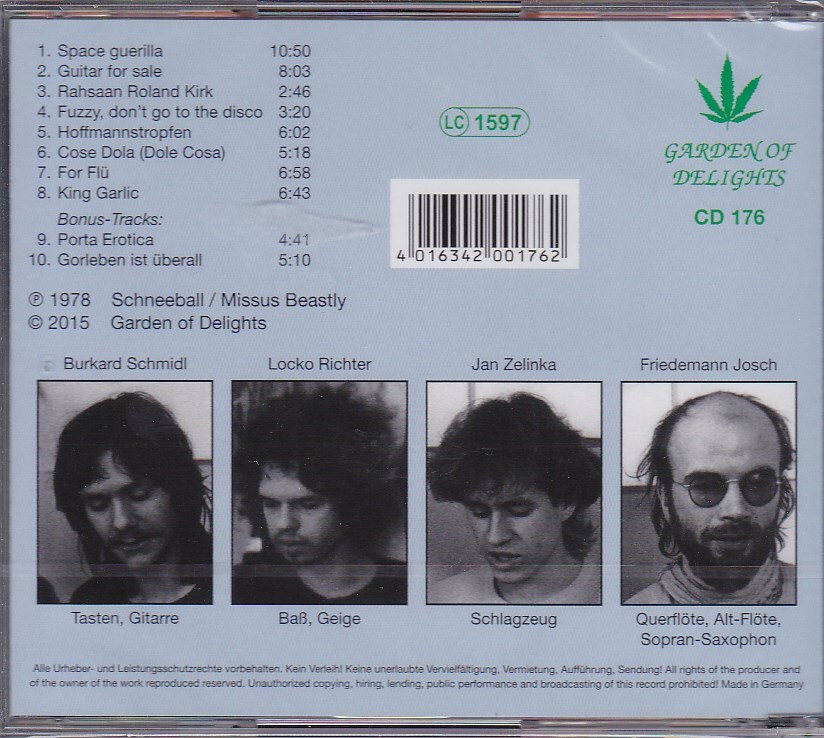 1. Space guerilla 10:50
2. Guitar for sale 8:03
3. Rahsaan Roland Kirk 2:46
4. Fuzzy, don't go to the disco 3:20
5. Hoffmannstropfen 6:02
6. Cose Dola (Dole Cosa) 5:18
7. For Flü 6:58
8. King Garlic 6:43
Bonus-Tracks:
9. Porta Erotica 4:41
10. Gorleben ist überall 5:10
℗ 1978 Schneeball / Missus Beastly
© 2015 Garden of Delights
LC 1597
4 016342 001762
GARDEN OF
DELIGHTS
CD 176
Burkard Schmidl
Locko Richter
Jan Zelinka
Friedemann Josch
Tasten, Gitarre
Baß, Geige
Schlagzeug
Querflöte, Alt-Flöte,
Sopran-Saxophon
Alle Urheber- und Leistungsschutzrechte vorbehalten. Kein Verleih! Keine unerlaubte Vervielfältigung, Vermietung, Aufführung, Sendung! All rights of the producer and
of the owner of the work reproduced reserved. Unauthorized copying, hiring, lending, public performance and broadcasting of this record prohibited! Made in Germany